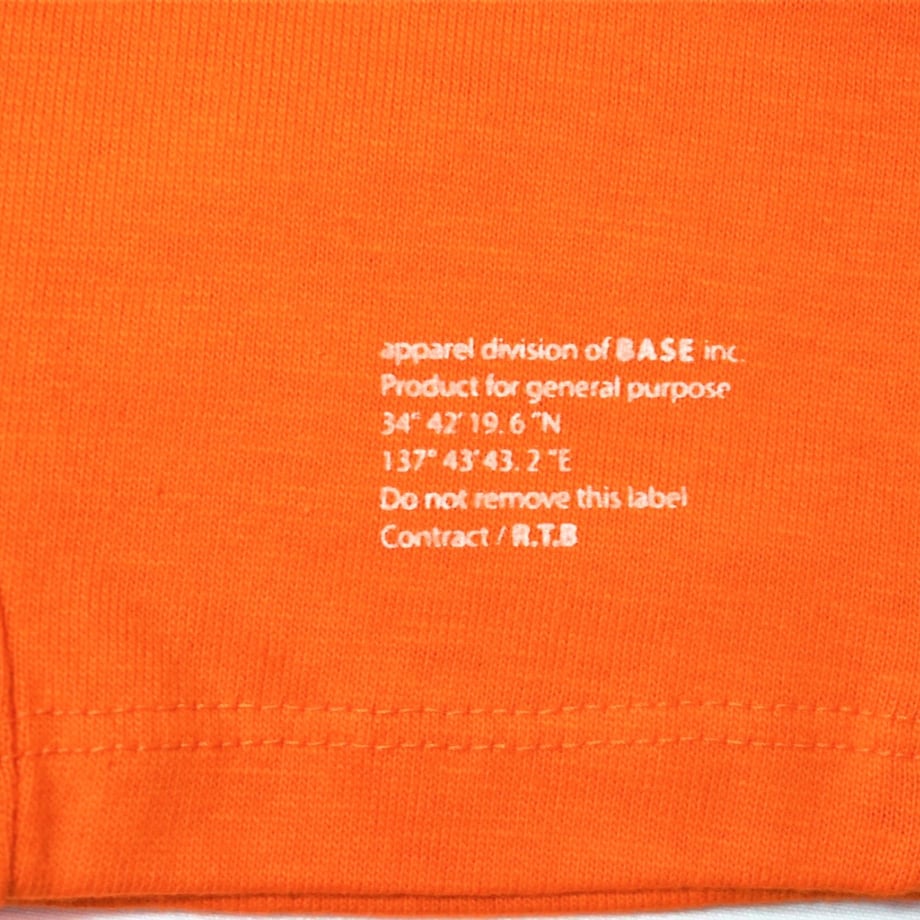 apparel division of BASE inc.
Product for general purpose
34° 42' 19. 6 "N
137° 43' 43. 2 "E
Do not remove this label
Contract / R.T.B